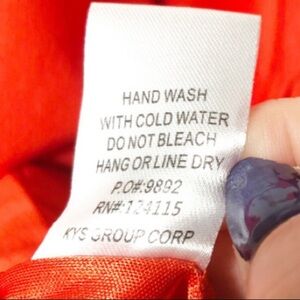 HAND WASH
WITH COLD WATER
DO NOT BLEACH
HANG OR LINE DRY
P.O#:9892
RN#:124115
KYS GROUP CORP